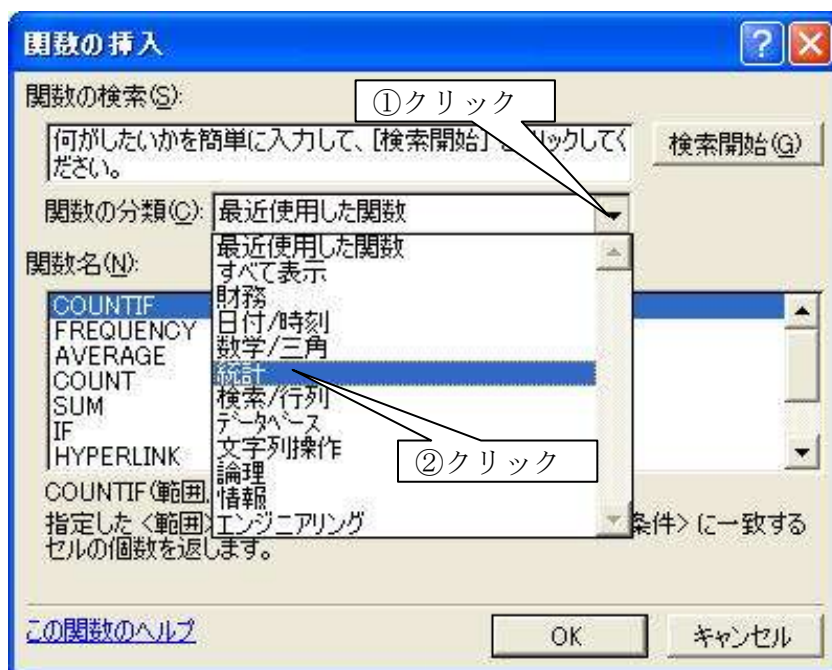 関数の挿入
関数の検索(S):
①クリック
何がしたいかを簡単に入力して、[検索開始]
リックしてく
ださい。
検索開始(G)
関数の分類(C):
最近使用した関数
最近使用した関数
すべて表示
財務
日付/時刻
数学/三角
統計
検索/行列
データベース
文字列操作
論理
情報
エンジニアリング
②クリック
関数名(N):
COUNTIF
FREQUENCY
AVERAGE
COUNT
SUM
IF
HYPERLINK
COUNTIF(範囲,
指定した <範囲> 条件> に一致する
セルの個数を返します。
この関数のヘルプ
OK
キャンセル